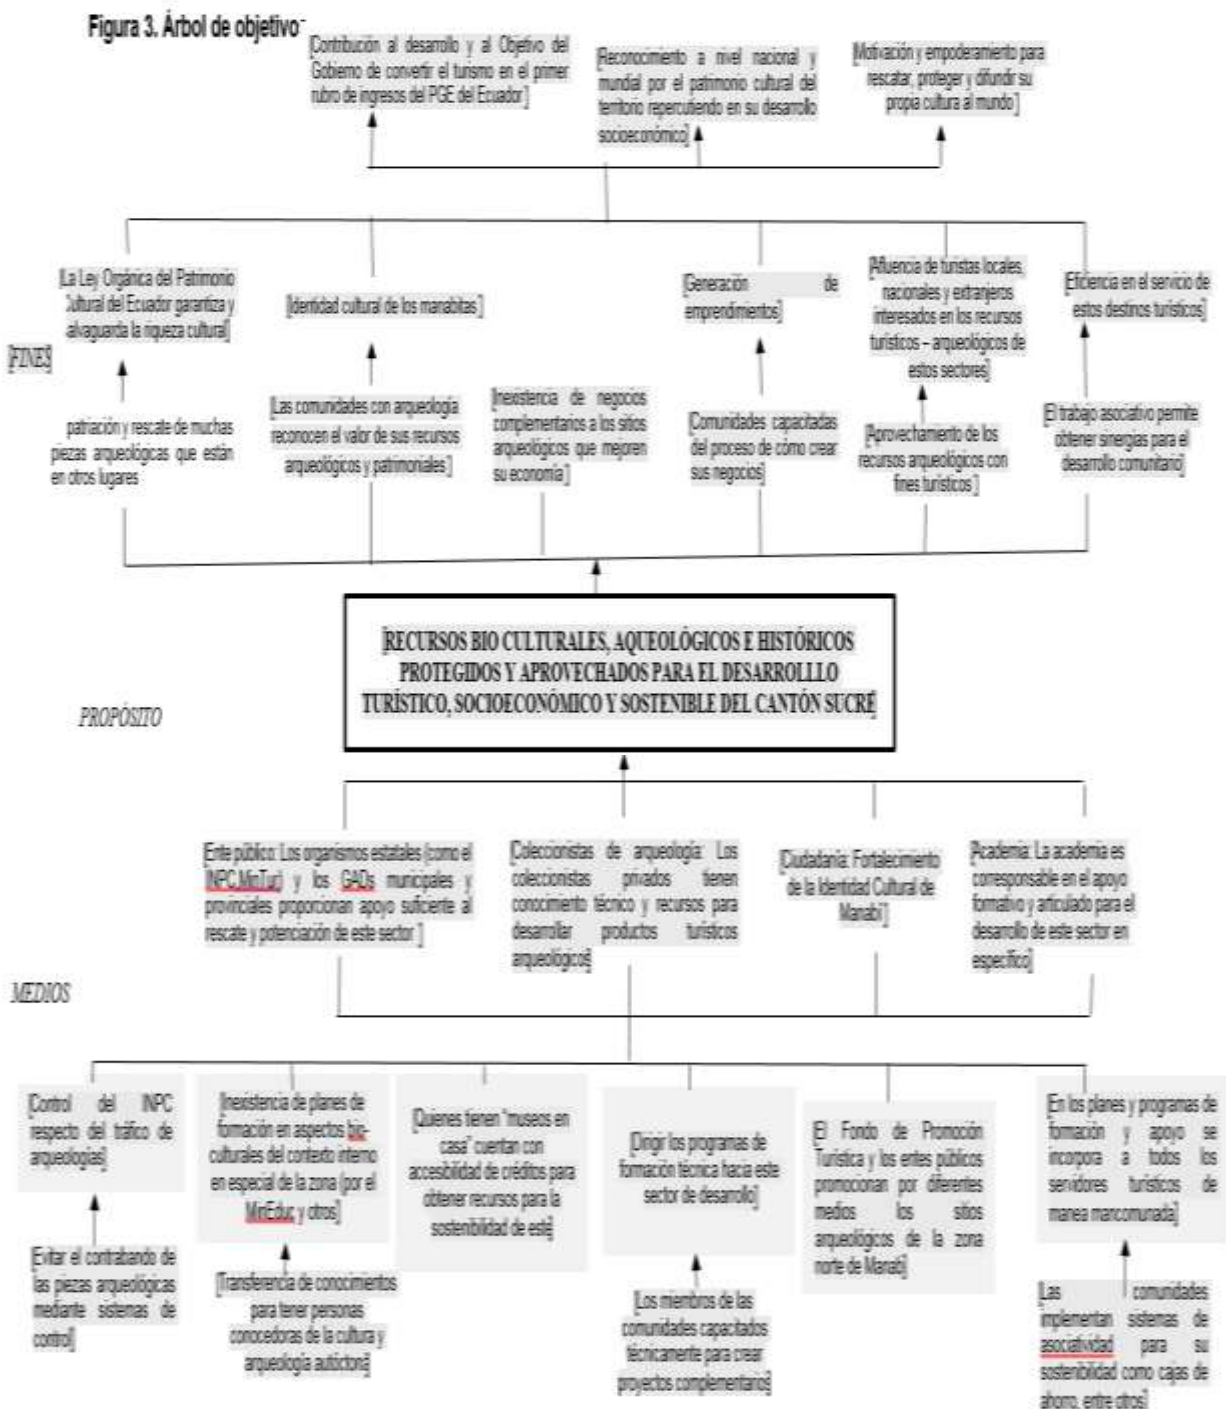 Figura 3. Árbol de objetivo
[Contribución al desarrollo y al Objetivo del
Gobierno de convertir el turismo en el primer
rubro de ingresos del PGE del Ecuador]
[Reconocimiento a nivel nacional y
mundial por el patrimonio cultural del
territorio repercutiendo en su desarrollo
socioeconómico]
[Motivación y empoderamiento para
rescatar, proteger y difundir su
propia cultura al mundo]
[La Ley Orgánica del Patrimonio
Cultural del Ecuador garantiza y
alvaguarda la riqueza cultural]
[Identidad cultural de los manabitas]
[Generación de
emprendimientos]
[Afluencia de turistas locales,
nacionales y extranjeros
interesados en los recursos
turísticos – arqueológicos de
estos sectores]
[Eficiencia en el servicio de
estos destinos turísticos]
[FINES]
patriación y rescate de muchas
piezas arqueológicas que están
en otros lugares
[Las comunidades con arqueología
reconocen el valor de sus recursos
arqueológicos y patrimoniales]
[Inexistencia de negocios
complementarios a los sitios
arqueológicos que mejoren
su economía]
[Comunidades capacitadas
del proceso de cómo crear
sus negocios]
[Aprovechamiento de los
recursos arqueológicos con
fines turísticos]
[El trabajo asociativo permite
obtener sinergias para el
desarrollo comunitario]
[RECURSOS BIO CULTURALES, AQUEOLÓGICOS E HISTÓRICOS
PROTEGIDOS Y APROVECHADOS PARA EL DESARROLLLO
TURÍSTICO, SOCIOECONÓMICO Y SOSTENIBLE DEL CANTÓN SUCRE]
PROPÓSITO
[Ente público: Los organismos estatales (como el
INPC,MinTur) y los GADs municipales y
provinciales proporcionan apoyo suficiente al
rescate y potenciación de este sector]
[Coleccionistas de arqueología: Los
coleccionistas privados tienen
conocimiento técnico y recursos para
desarrollar productos turísticos
arqueológicos]
[Ciudadanía: Fortalecimiento
de la Identidad Cultural de
Manabí]
[Academia: La academia es
corresponsable en el apoyo
formativo y articulado para el
desarrollo de este sector en
específico]
MEDIOS
[Control del INPC
respecto del tráfico de
arqueologías]
[Inexistencia de planes de
formación en aspectos bio-
culturales del contexto interno
en especial de la zona (por el
MinEduc y otros]
[Quienes tienen "museos en
casa" cuentan con
accesibilidad de créditos para
obtener recursos para la
sostenibilidad de este]
[Dirigir los programas de
formación técnica hacia este
sector de desarrollo]
[El Fondo de Promoción
Turística y los entes públicos
promocionan por diferentes
medios los sitios
arqueológicos de la zona
norte de Manabí]
[En los planes y programas de
formación y apoyo se
incorpora a todos los
servidores turísticos de
manea mancomunada]
[Evitar el contrabando de
las piezas arqueológicas
mediante sistemas de
control]
[Transferencia de conocimientos
para tener personas
conocedoras de la cultura y
arqueología autóctona]
[Los miembros de las
comunidades capacitados
técnicamente para crear
proyectos complementarios]
[Las comunidades
implementan sistemas de
asociatividad para su
sostenibilidad como cajas de
ahorro, entre otros]